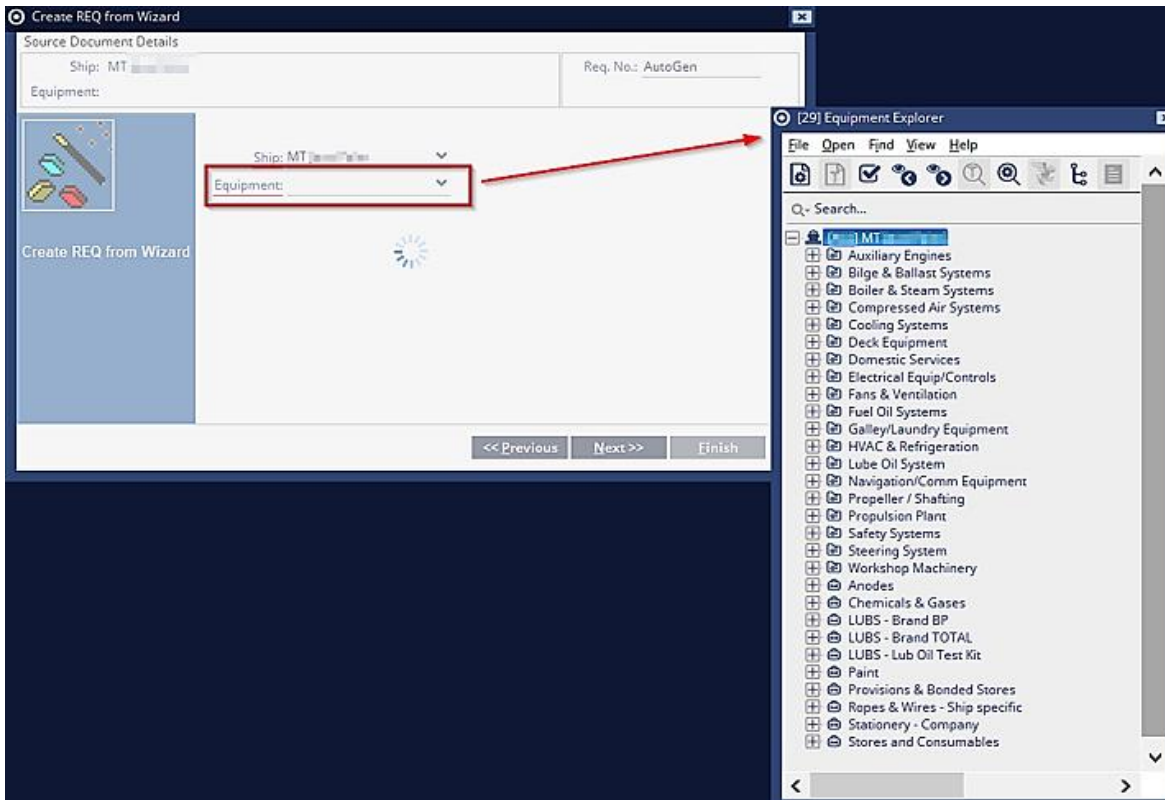 Create REQ from Wizard
Source Document Details
Ship: MT
Req. No.: AutoGen
Equipment:
Ship: MT
Equipment:
Create REQ from Wizard
<< Previous
Next >>
Finish
[29] Equipment Explorer
File Open Find View Help
Search...
MT
Auxiliary Engines
Bilge & Ballast Systems
Boiler & Steam Systems
Compressed Air Systems
Cooling Systems
Deck Equipment
Domestic Services
Electrical Equip/Controls
Fans & Ventilation
Fuel Oil Systems
Galley/Laundry Equipment
HVAC & Refrigeration
Lube Oil System
Navigation/Comm Equipment
Propeller / Shafting
Propulsion Plant
Safety Systems
Steering System
Workshop Machinery
Anodes
Chemicals & Gases
LUBS - Brand BP
LUBS - Brand TOTAL
LUBS - Lub Oil Test Kit
Paint
Provisions & Bonded Stores
Ropes & Wires - Ship specific
Stationery - Company
Stores and Consumables